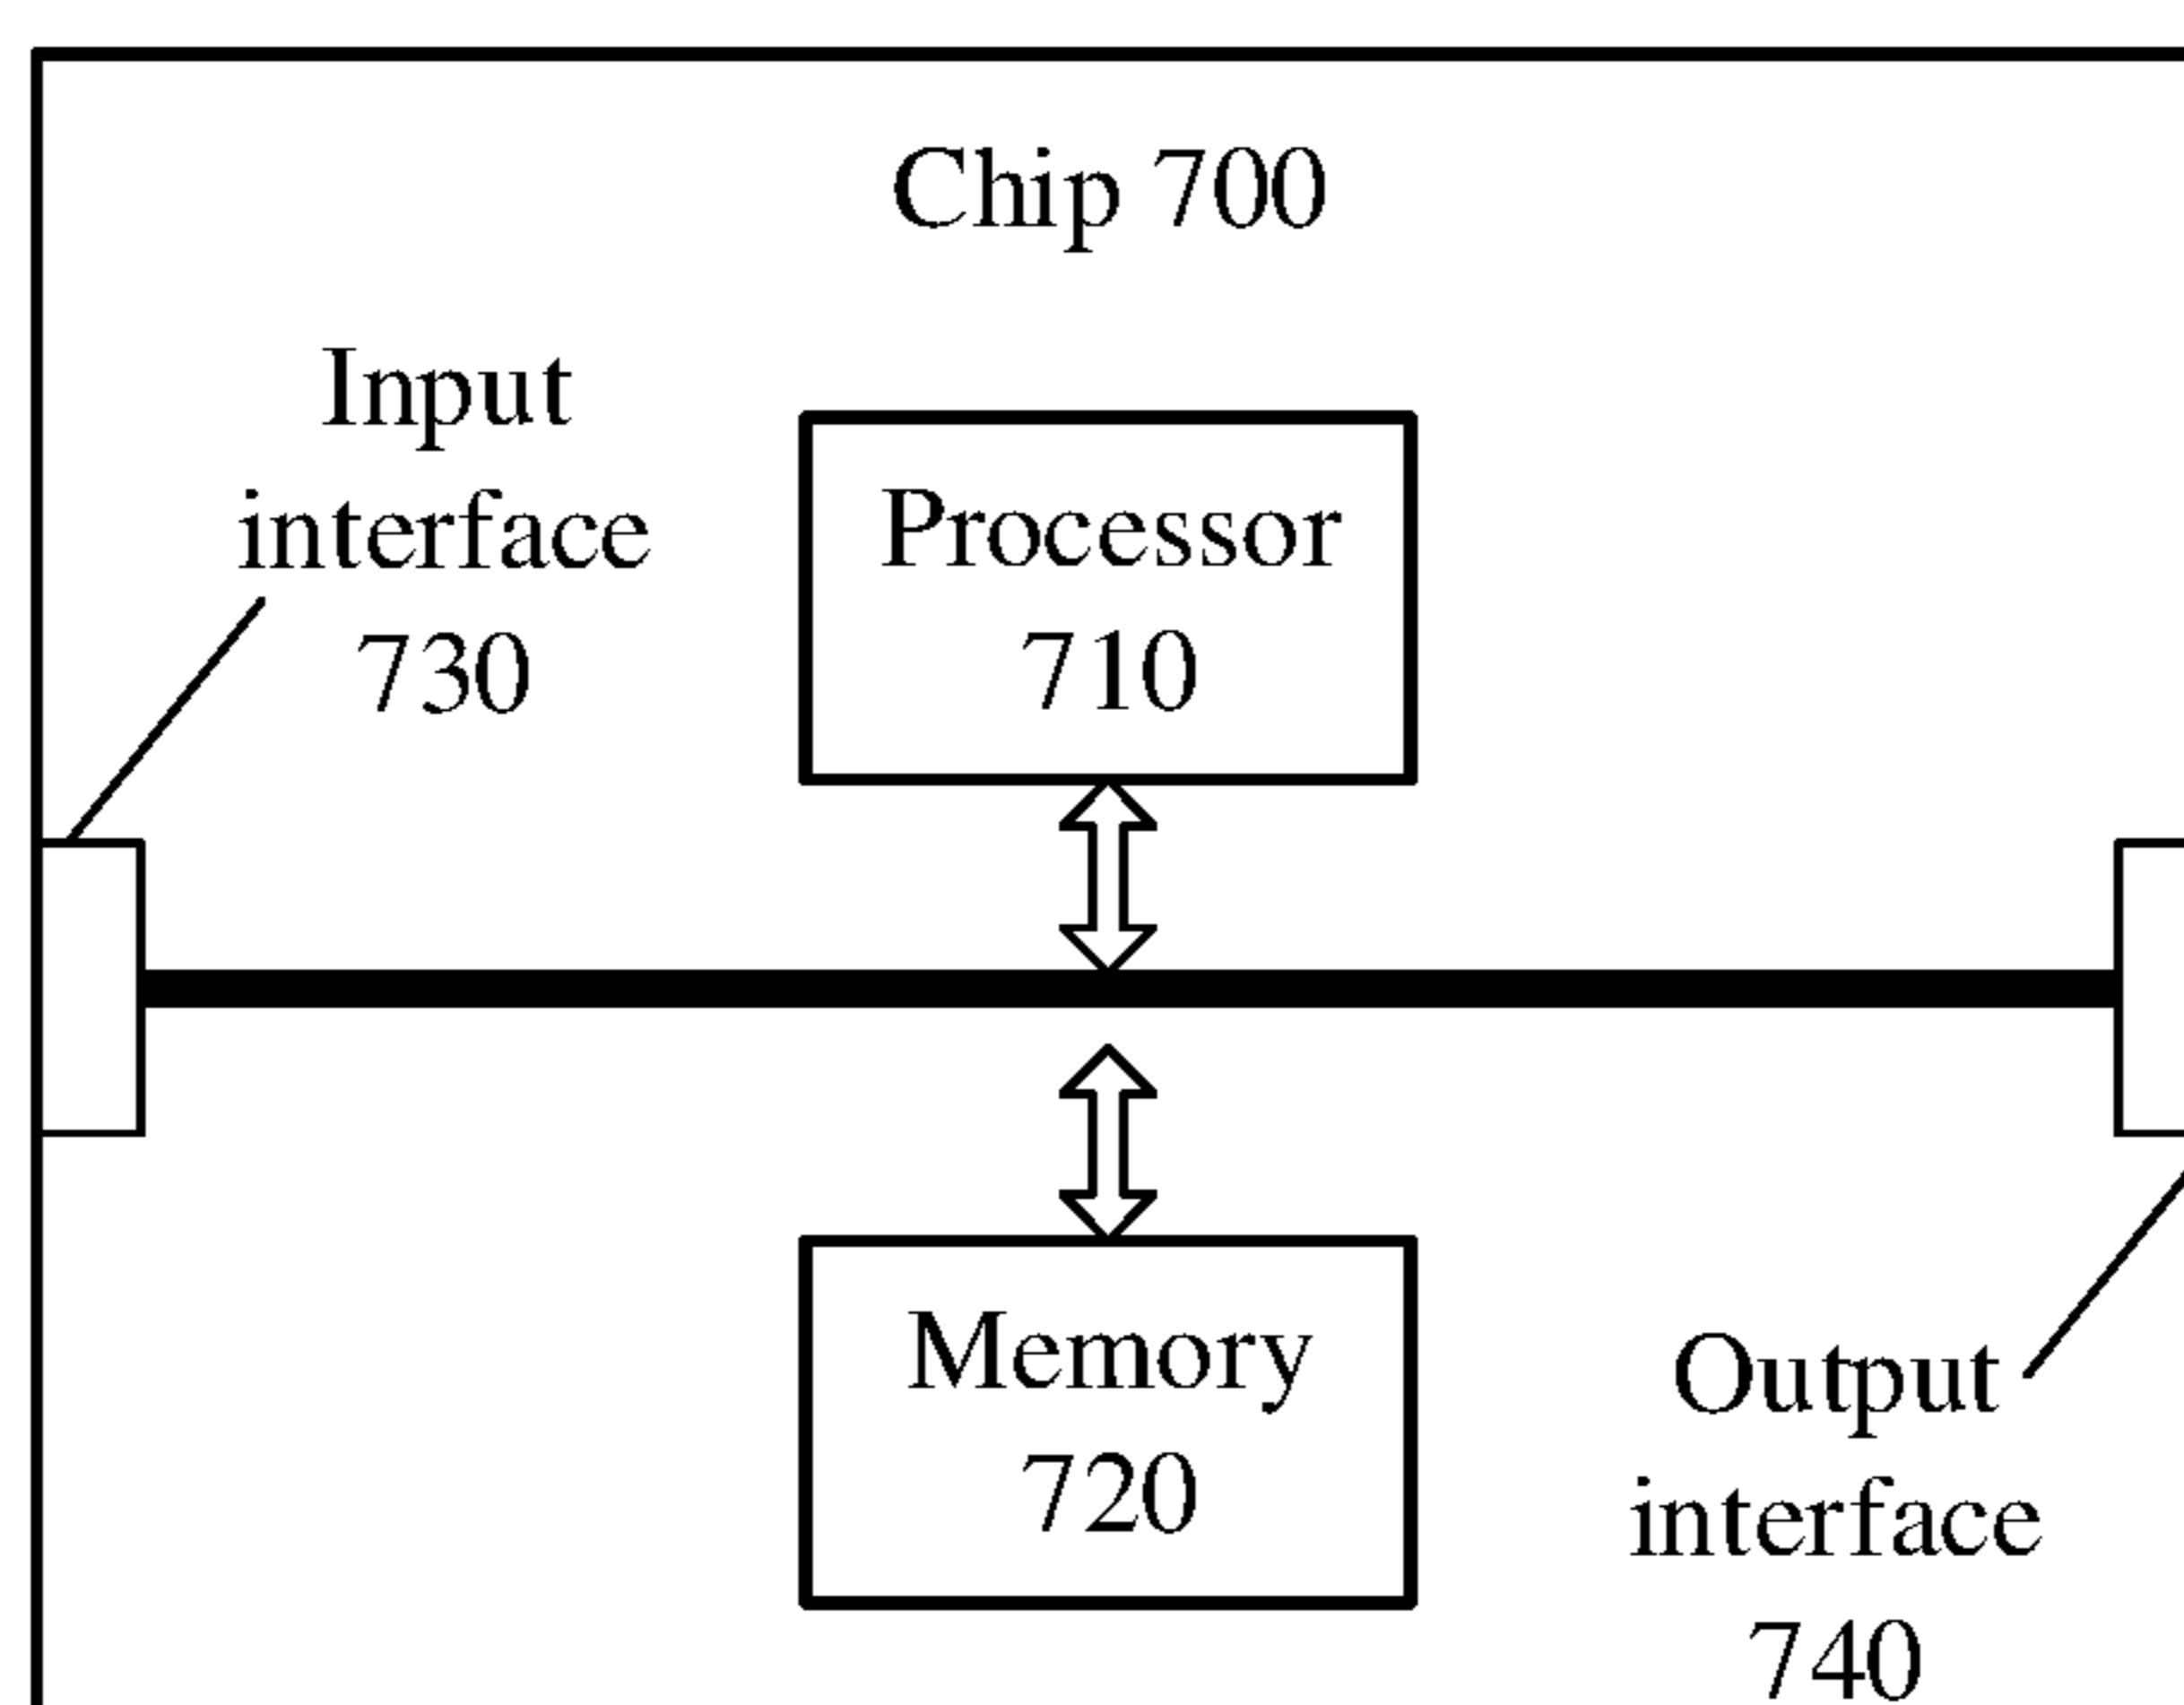 Chip 700
Input
interface
730
Processor
710
Memory
720
Output
interface
740